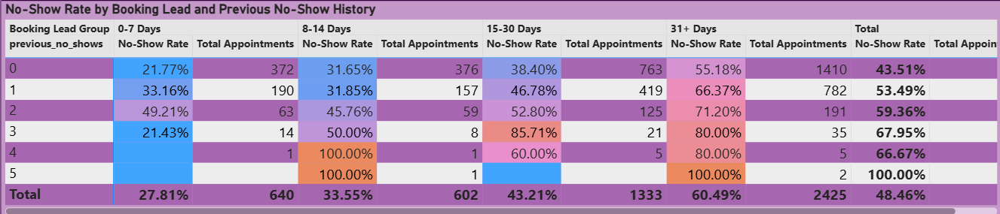 No-Show Rate by Booking Lead and Previous No-Show History
Booking Lead Group 0-7 Days 8-14 Days 15-30 Days 31+ Days Total
previous_no_shows No-Show Rate Total Appointments No-Show Rate Total Appointments No-Show Rate Total Appointments No-Show Rate Total Appointments No-Show Rate Total Appoin
0 21.77% 372 31.65% 376 38.40% 763 55.18% 1410 43.51%
1 33.16% 190 31.85% 157 46.78% 419 66.37% 782 53.49%
2 49.21% 63 45.76% 59 52.80% 125 71.20% 191 59.36%
3 21.43% 14 50.00% 8 85.71% 21 80.00% 35 67.95%
4 1 100.00% 1 60.00% 5 80.00% 5 66.67%
5 100.00% 1 100.00% 2 100.00%
Total 27.81% 640 33.55% 602 43.21% 1333 60.49% 2425 48.46%